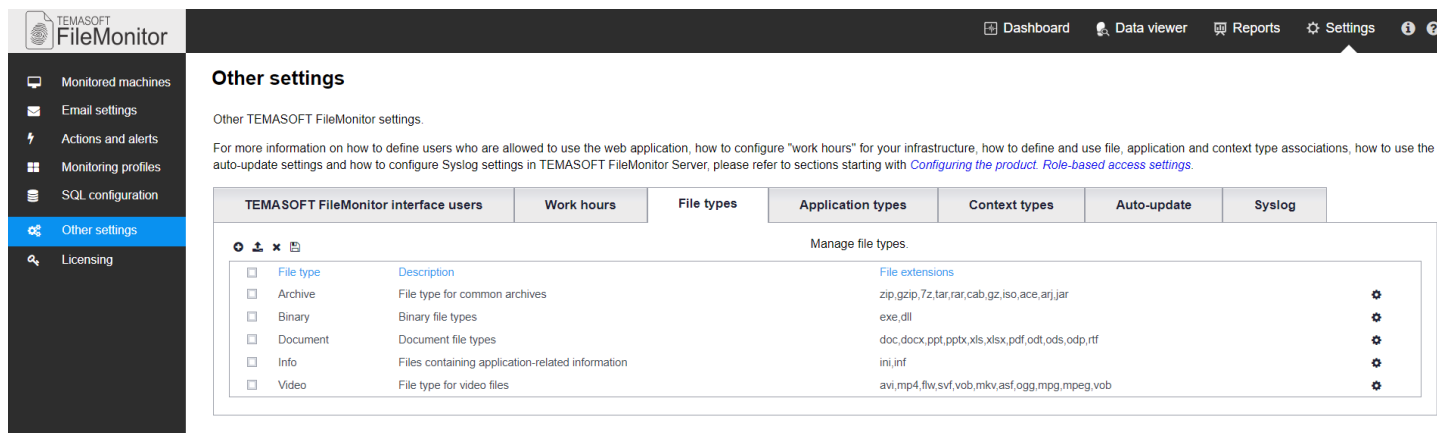 TEMASOFT
FileMonitor
Dashboard
Data viewer
Reports
Settings
Monitored machines
Email settings
Actions and alerts
Monitoring profiles
SQL configuration
Other settings
Licensing
Other settings
Other TEMASOFT FileMonitor settings.
For more information on how to define users who are allowed to use the web application, how to configure "work hours" for your infrastructure, how to define and use file, application and context type associations, how to use the
auto-update settings and how to configure Syslog settings in TEMASOFT FileMonitor Server, please refer to sections starting with Configuring the product. Role-based access settings.
TEMASOFT FileMonitor interface users Work hours File types Application types Context types Auto-update Syslog
Manage file types.
File type Description File extensions
Archive File type for common archives zip,gzip,7z,tar,rar,cab,gz,iso,ace,arj,jar
Binary Binary file types exe,dll
Document Document file types doc,docx,ppt,pptx,xls,xlsx,pdf,odt,ods,odp,rtf
Info Files containing application-related information ini,inf
Video File type for video files avi,mp4,flw,svf,vob,mkv,asf,ogg,mpg,mpeg,vob